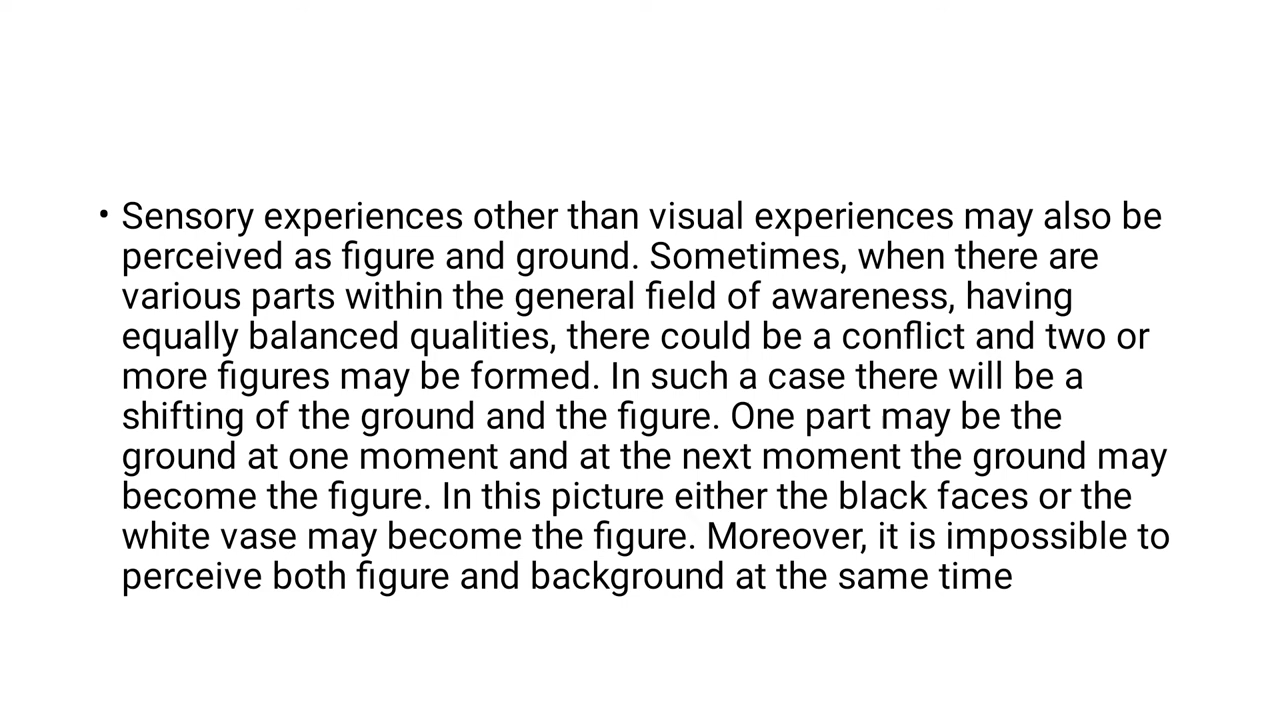 • Sensory experiences other than visual experiences may also be
perceived as figure and ground. Sometimes, when there are
various parts within the general field of awareness, having
equally balanced qualities, there could be a conflict and two or
more figures may be formed. In such a case there will be a
shifting of the ground and the figure. One part may be the
ground at one moment and at the next moment the ground may
become the figure. In this picture either the black faces or the
white vase may become the figure. Moreover, it is impossible to
perceive both figure and background at the same time